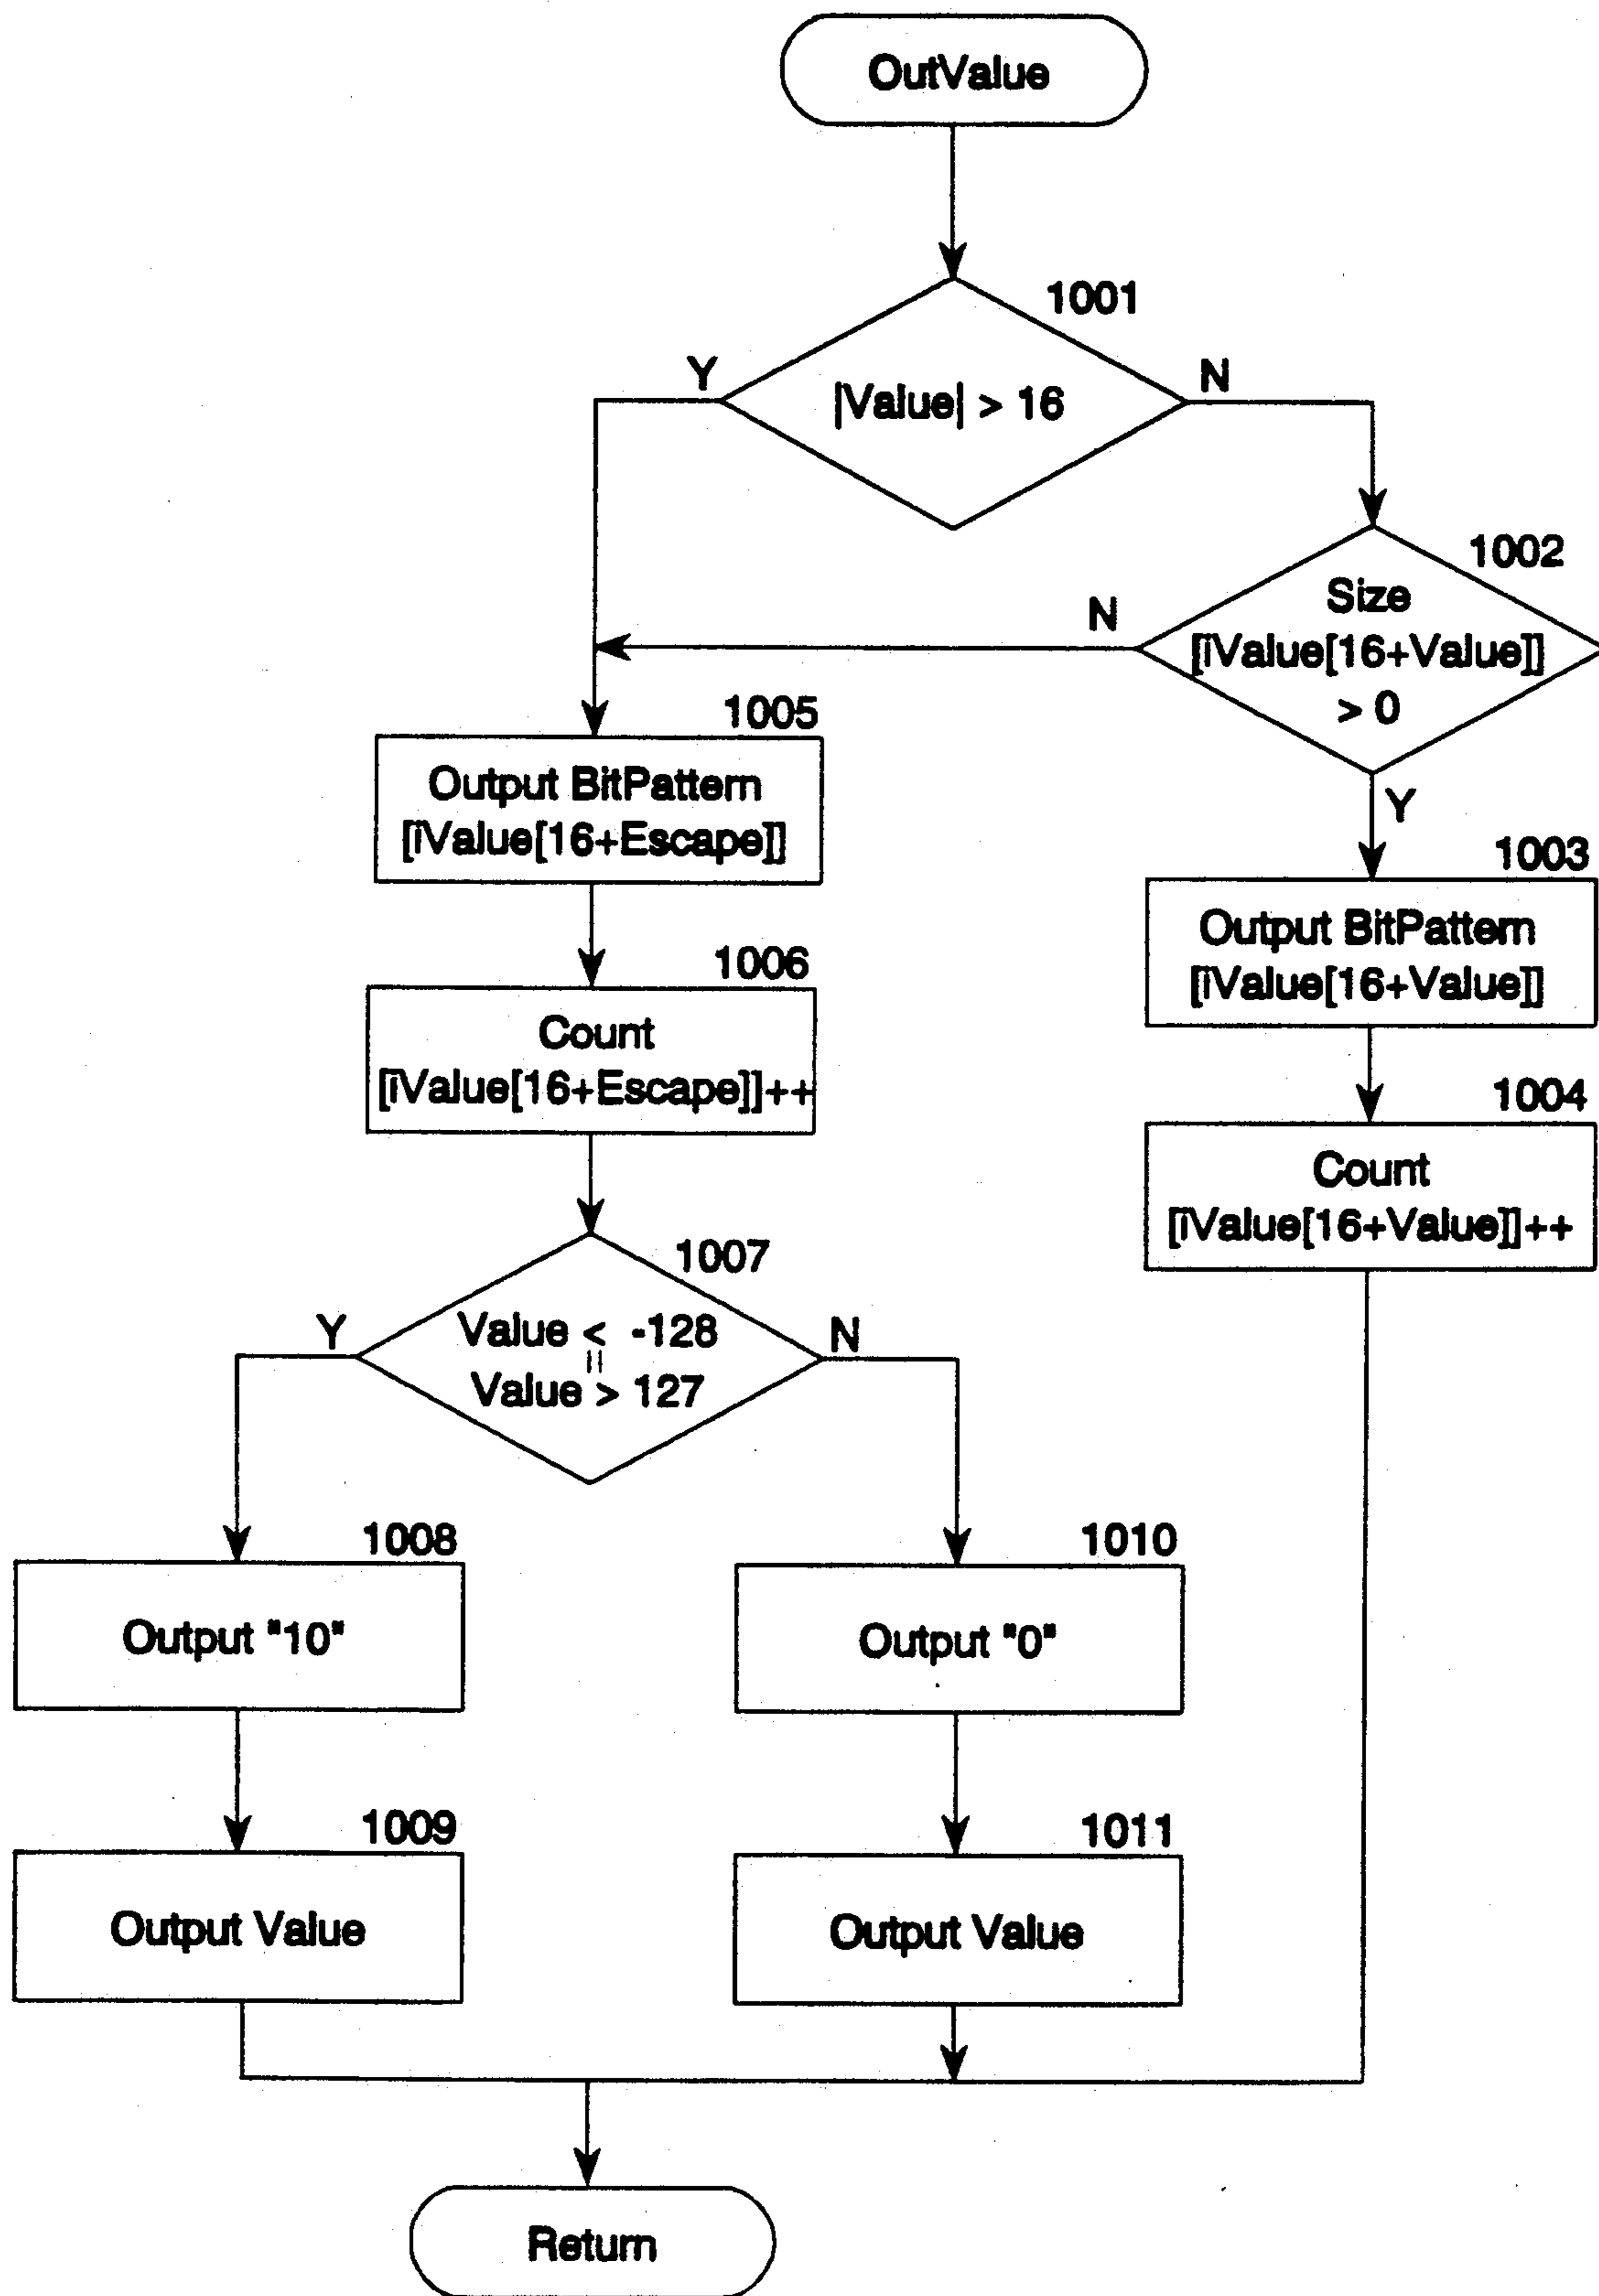 OutValue
1001
Y
N
|Value| > 16
1002
Size
[iValue[16+Value]]
> 0
N
Y
1005
Output BitPattern
[iValue[16+Escape]]
1003
Output BitPattern
[iValue[16+Value]]
1006
Count
[iValue[16+Escape]]++
1004
Count
[iValue[16+Value]]++
1007
Y
N
Value < -128
||
Value > 127
1008
Output "10"
1010
Output "0"
1009
Output Value
1011
Output Value
Return